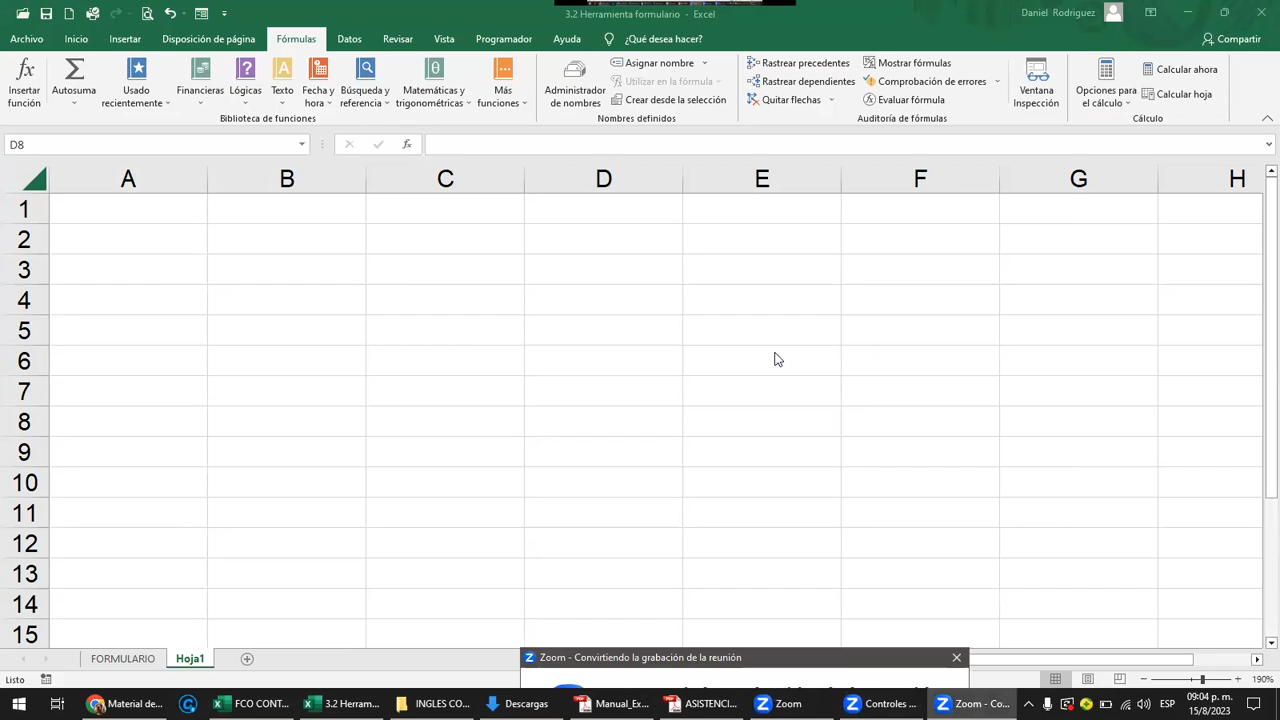 3.2 Herramienta formulario - Excel
Daniel Rodriguez
Archivo Inicio Insertar Disposición de página Fórmulas Datos Revisar Vista Programador Ayuda ¿Qué desea hacer? Compartir
Insertar función
Autosuma
Usado recientemente
Financieras
Lógicas
Texto
Fecha y hora
Búsqueda y referencia
Matemáticas y trigonométricas
Más funciones
Biblioteca de funciones
Administrador de nombres
Asignar nombre
Utilizar en la fórmula
Crear desde la selección
Nombres definidos
Rastrear precedentes
Rastrear dependientes
Quitar flechas
Mostrar fórmulas
Comprobación de errores
Evaluar fórmula
Auditoría de fórmulas
Ventana Inspección
Opciones para el cálculo
Calcular ahora
Calcular hoja
Cálculo
D8
fx
A B C D E F G H
1
2
3
4
5
6
7
8
9
10
11
12
13
14
15
FORMULARIO Hoja1
Zoom - Convirtiendo la grabación de la reunión
Listo
190%
Material de... FCO CONT... 3.2 Herram... INGLES CO... Descargas Manual_Ex... ASISTENCI... Zoom Controles ... Zoom - Co... ESP
09:04 p. m.
15/8/2023